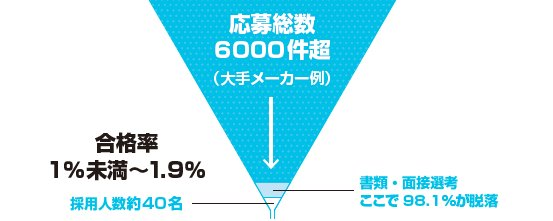 応募総数
6000件超
（大手メーカー例）
合格率
1％未満〜1.9％
採用人数約40名
書類・面接選考
ここで98.1％が脱落